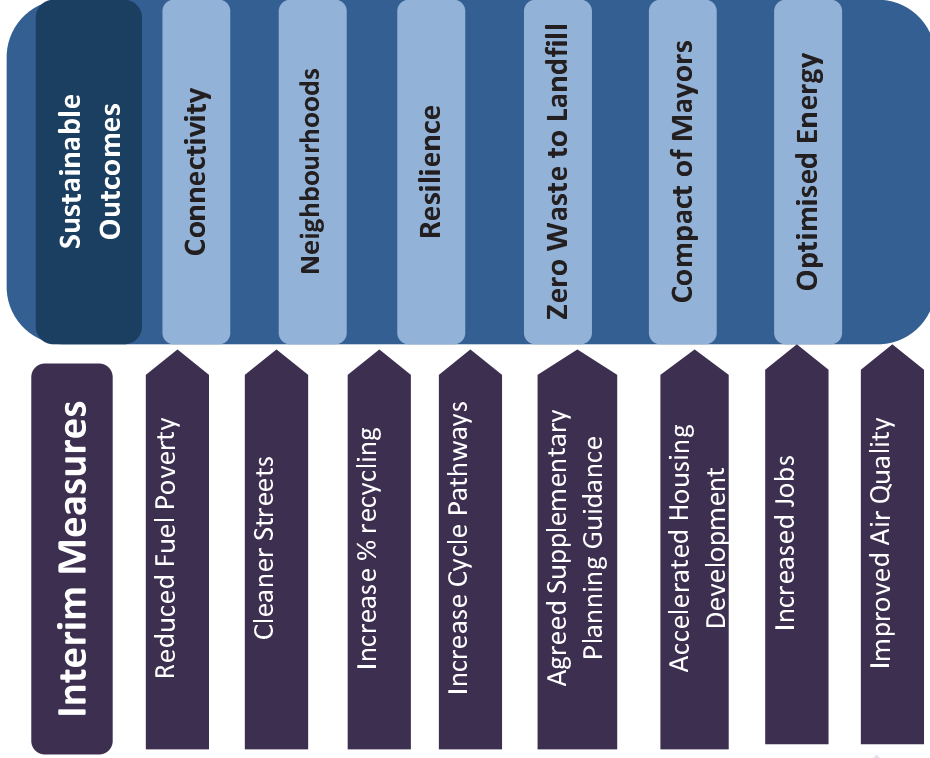 Interim Measures
Reduced Fuel Poverty
Cleaner Streets
Increase % recycling
Increase Cycle Pathways
Agreed Supplementary
Planning Guidance
Accelerated Housing
Development
Increased Jobs
Improved Air Quality
Sustainable
Outcomes
Connectivity
Neighbourhoods
Resilience
Zero Waste to Landfill
Compact of Mayors
Optimised Energy